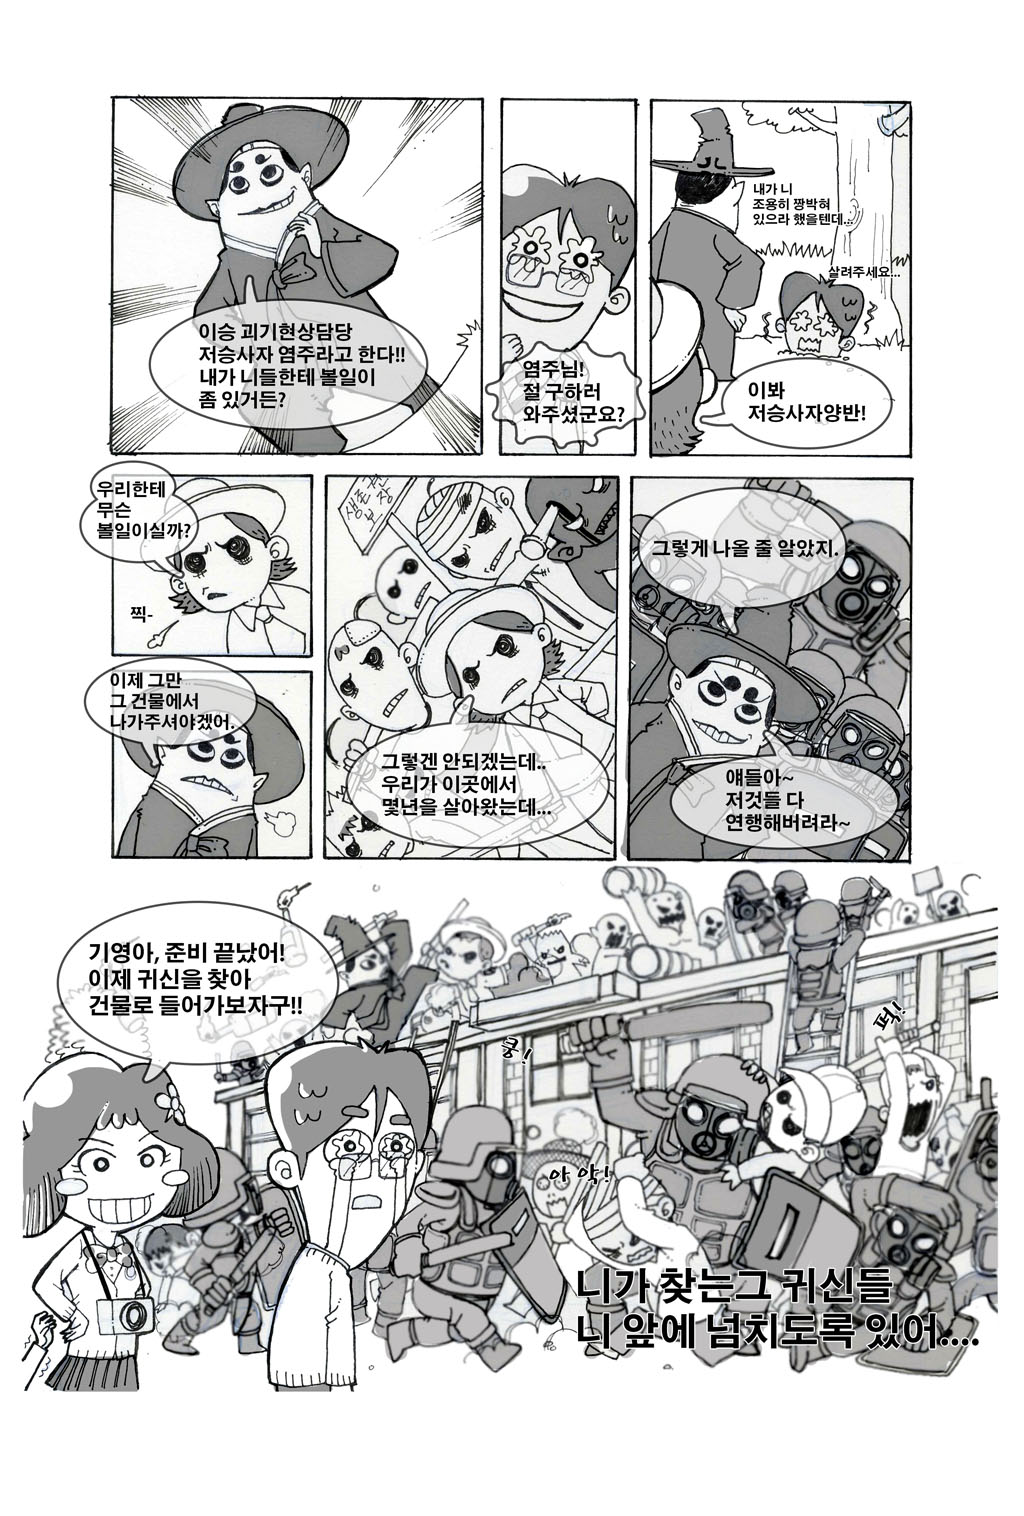 이승 괴기현상담당
저승사자 염주라고 한다!!
내가 니들한테 볼일이
좀 있거든?
염주님!
절 구하러
와주셨군요?
내가 니
조용히 짱박혀
있으라 했을텐데...
살려주세요...
이봐
저승사자양반!
우리한테
무슨
볼일이실까?
찍-
이제 그만
그 건물에서
나가주셔야겠어.
생존권
보장
그렇겐 안되겠는데..
우리가 이곳에서
몇년을 살아왔는데...
그렇게 나올 줄 알았지.
얘들아~
저것들 다
연행해버려라~
기영아, 준비 끝났어!
이제 귀신을 찾아
건물로 들어가보자구!!
쿵!
퍽!
아악!
니가 찾는그 귀신들
니 앞에 넘치도록 있어....